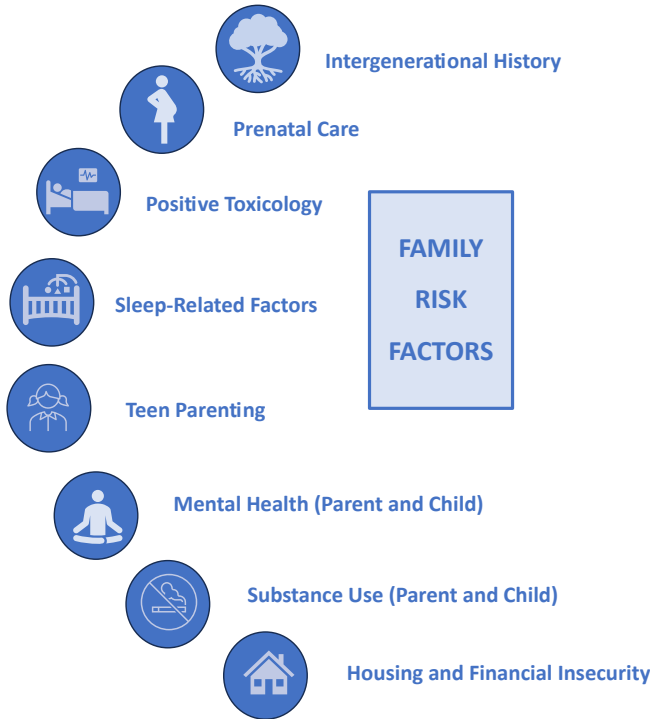 Intergenerational History
Prenatal Care
Positive Toxicology
FAMILY
RISK
FACTORS
Sleep-Related Factors
Teen Parenting
Mental Health (Parent and Child)
Substance Use (Parent and Child)
Housing and Financial Insecurity